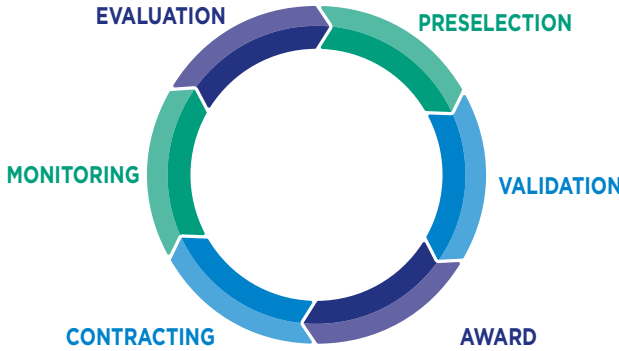 EVALUATION
PRESELECTION
MONITORING
VALIDATION
CONTRACTING
AWARD